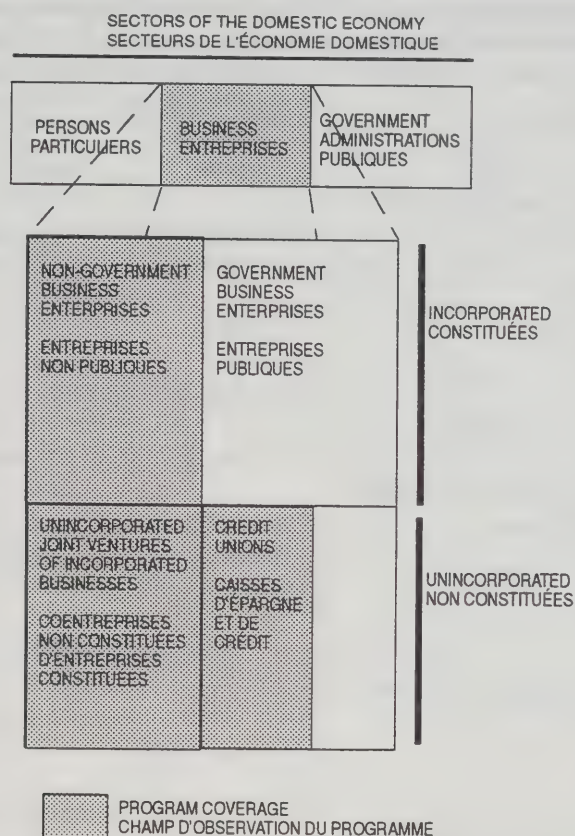 SECTORS OF THE DOMESTIC ECONOMY
SECTEURS DE L'ÉCONOMIE DOMESTIQUE
PERSONS
PARTICULIERS
BUSINESS
ENTREPRISES
GOVERNMENT
ADMINISTRATIONS
PUBLIQUES
NON-GOVERNMENT
BUSINESS
ENTERPRISES
ENTREPRISES
NON PUBLIQUES
GOVERNMENT
BUSINESS
ENTERPRISES
ENTREPRISES
PUBLIQUES
INCORPORATED
CONSTITUÉES
UNINCORPORATED
JOINT VENTURES
OF INCORPORATED
BUSINESSES
COENTREPRISES
NON CONSTITUÉES
D'ENTREPRISES
CONSTITUÉES
CREDIT
UNIONS
CAISSES
D'ÉPARGNE
ET DE
CRÉDIT
UNINCORPORATED
NON CONSTITUÉES
PROGRAM COVERAGE
CHAMP D'OBSERVATION DU PROGRAMME